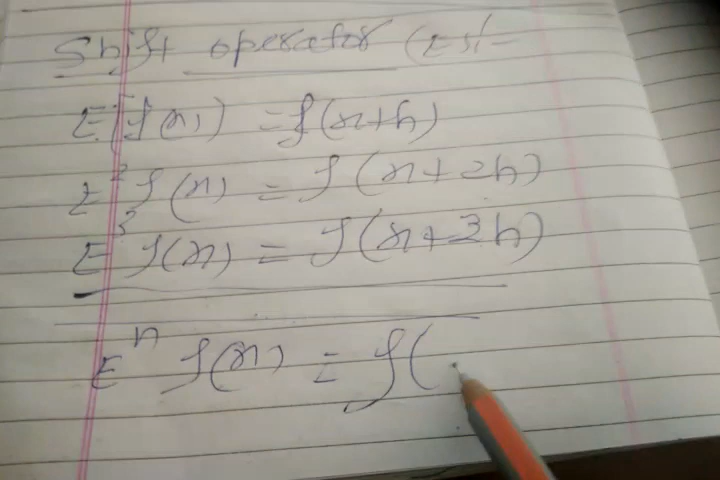 Shift operator (E):-
E f(x) = f(x+h)
E² f(x) = f(x+2h)
E³ f(x) = f(x+3h)
Eⁿ f(x) = f(